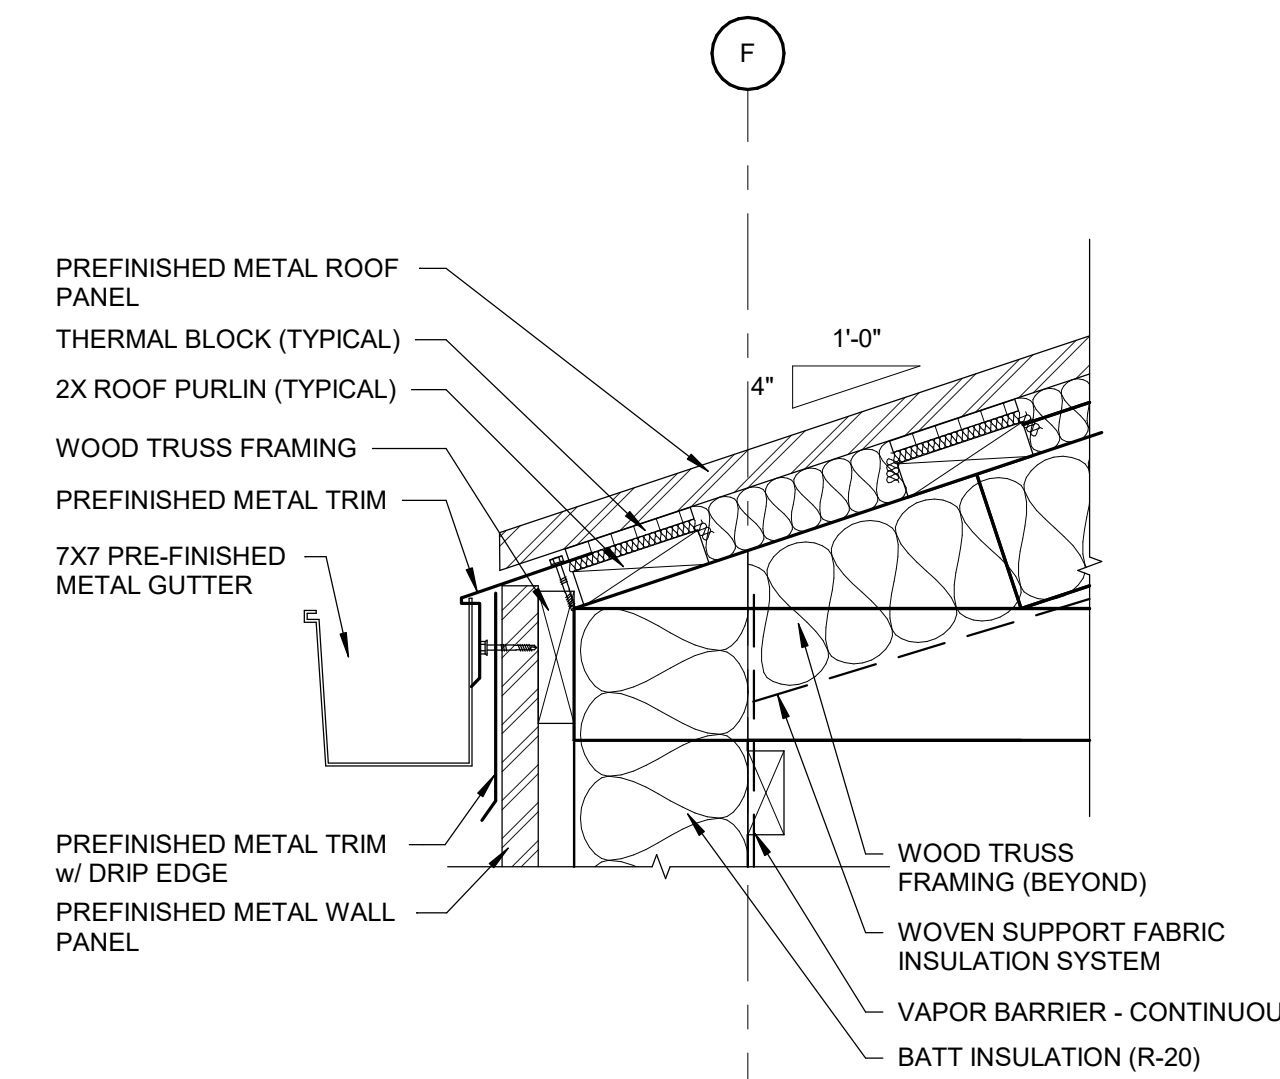 F
PREFINISHED METAL ROOF
PANEL
THERMAL BLOCK (TYPICAL)
2X ROOF PURLIN (TYPICAL)
WOOD TRUSS FRAMING
PREFINISHED METAL TRIM
7X7 PRE-FINISHED
METAL GUTTER
1'-0"
4"
PREFINISHED METAL TRIM
w/ DRIP EDGE
PREFINISHED METAL WALL
PANEL
WOOD TRUSS
FRAMING (BEYOND)
WOVEN SUPPORT FABRIC
INSULATION SYSTEM
VAPOR BARRIER - CONTINUOU
BATT INSULATION (R-20)